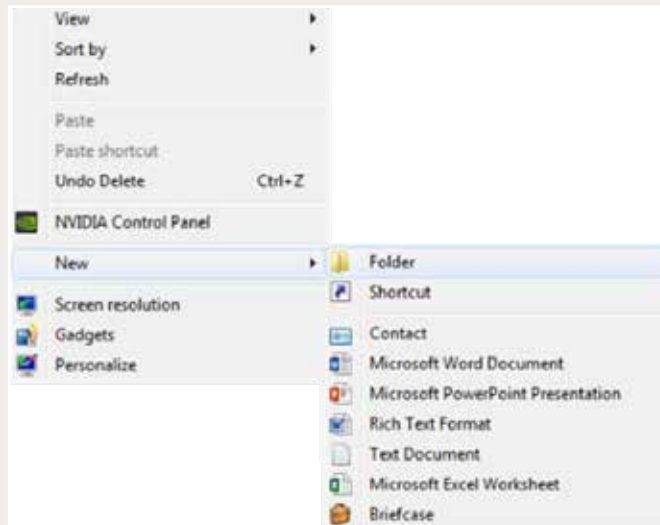 View
Sort by
Refresh
Paste
Paste shortcut
Undo Delete Ctrl+Z
NVIDIA Control Panel
New
Screen resolution
Gadgets
Personalize
Folder
Shortcut
Contact
Microsoft Word Document
Microsoft PowerPoint Presentation
Rich Text Format
Text Document
Microsoft Excel Worksheet
Briefcase